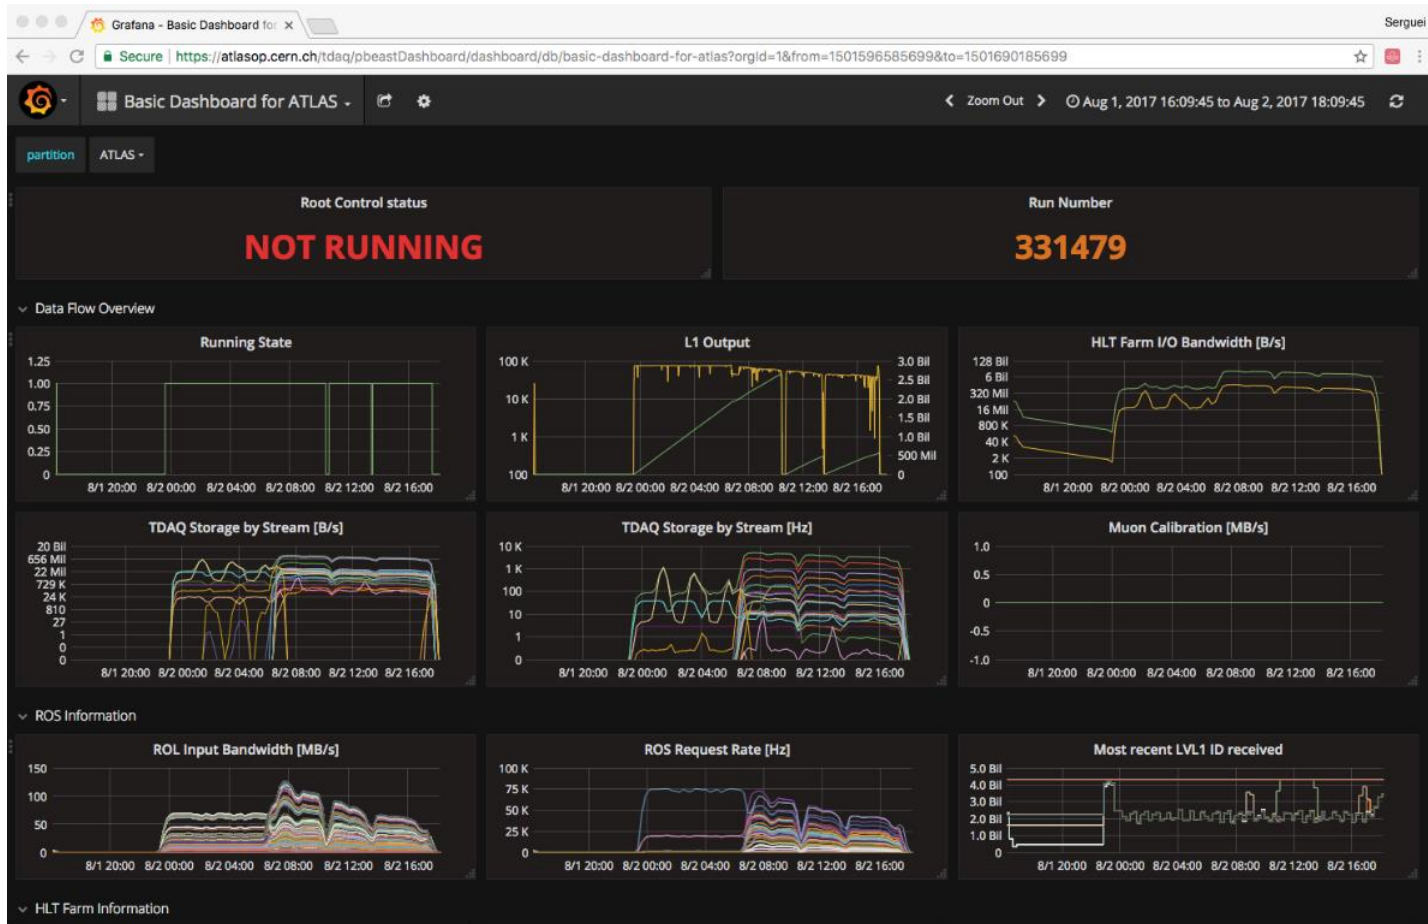 Grafana - Basic Dashboard for
Serguei
Secure | https://atlasop.cern.ch/tdaq/pbeastDashboard/dashboard/db/basic-dashboard-for-atlas?orgId=1&from=1501596585699&to=1501690185699
Basic Dashboard for ATLAS
Zoom Out
Aug 1, 2017 16:09:45 to Aug 2, 2017 18:09:45
partition ATLAS
Root Control status
NOT RUNNING
Run Number
331479
Data Flow Overview
Running State
1.25
1.00
0.75
0.50
0.25
0
8/1 20:00 8/2 00:00 8/2 04:00 8/2 08:00 8/2 12:00 8/2 16:00
L1 Output
100 K
10 K
1 K
100
3.0 Bil
2.5 Bil
2.0 Bil
1.5 Bil
1.0 Bil
500 Mil
0
8/1 20:00 8/2 00:00 8/2 04:00 8/2 08:00 8/2 12:00 8/2 16:00
HLT Farm I/O Bandwidth [B/s]
128 Bil
6 Bil
320 Mil
16 Mil
800 K
40 K
2 K
100
8/1 20:00 8/2 00:00 8/2 04:00 8/2 08:00 8/2 12:00 8/2 16:00
TDAQ Storage by Stream [B/s]
20 Bil
656 Mil
22 Mil
729 K
24 K
810
27
1
0
0
8/1 20:00 8/2 00:00 8/2 04:00 8/2 08:00 8/2 12:00 8/2 16:00
TDAQ Storage by Stream [Hz]
10 K
1 K
100
10
1
0
8/1 20:00 8/2 00:00 8/2 04:00 8/2 08:00 8/2 12:00 8/2 16:00
Muon Calibration [MB/s]
1.0
0.5
0
-0.5
-1.0
8/1 20:00 8/2 00:00 8/2 04:00 8/2 08:00 8/2 12:00 8/2 16:00
ROS Information
ROL Input Bandwidth [MB/s]
150
100
50
0
8/1 20:00 8/2 00:00 8/2 04:00 8/2 08:00 8/2 12:00 8/2 16:00
ROS Request Rate [Hz]
100 K
75 K
50 K
25 K
0
8/1 20:00 8/2 00:00 8/2 04:00 8/2 08:00 8/2 12:00 8/2 16:00
Most recent LVL1 ID received
5.0 Bil
4.0 Bil
3.0 Bil
2.0 Bil
1.0 Bil
0
8/1 20:00 8/2 00:00 8/2 04:00 8/2 08:00 8/2 12:00 8/2 16:00
HLT Farm Information